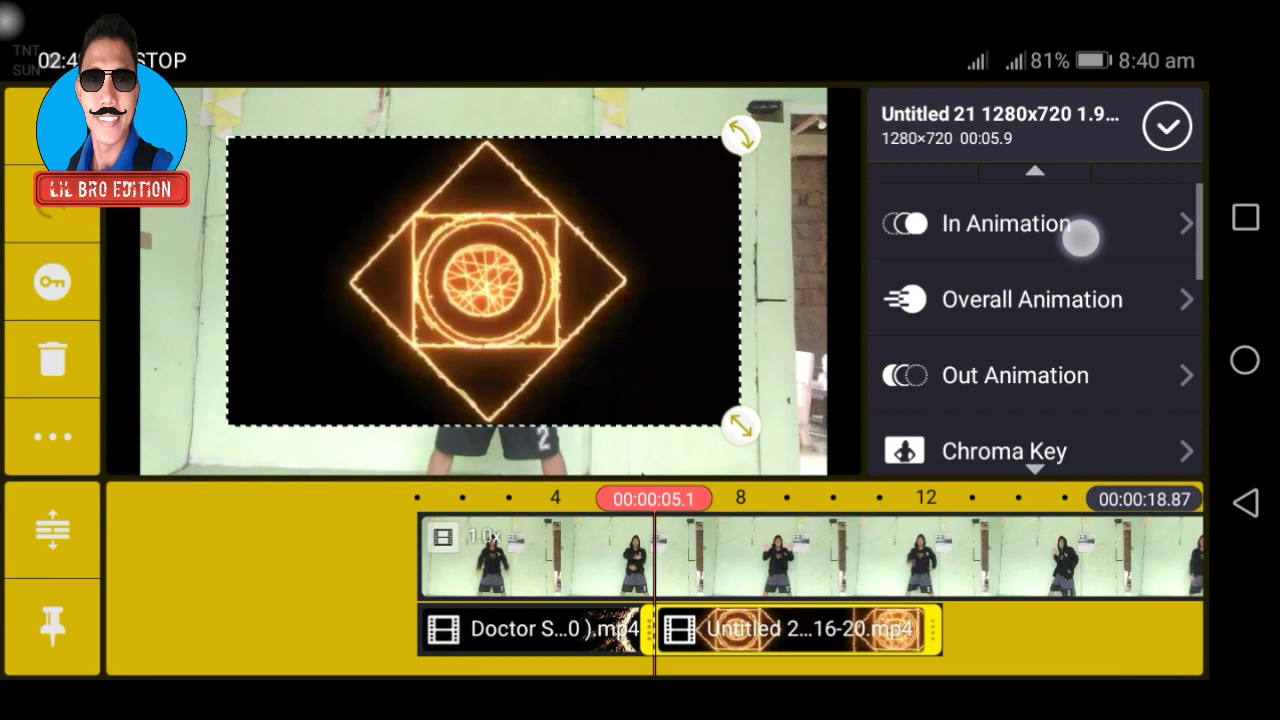 TNT
SUN
02:4
STOP
81%
8:40 am
LIL BRO EDITION
Untitled 21 1280x720 1.9...
1280×720 00:05.9
In Animation
Overall Animation
Out Animation
Chroma Key
2
4
00:00:05.1
8
12
00:00:18.87
1.0x
Doctor S...0 ).mp4
Untitled 2...16-20.mp4